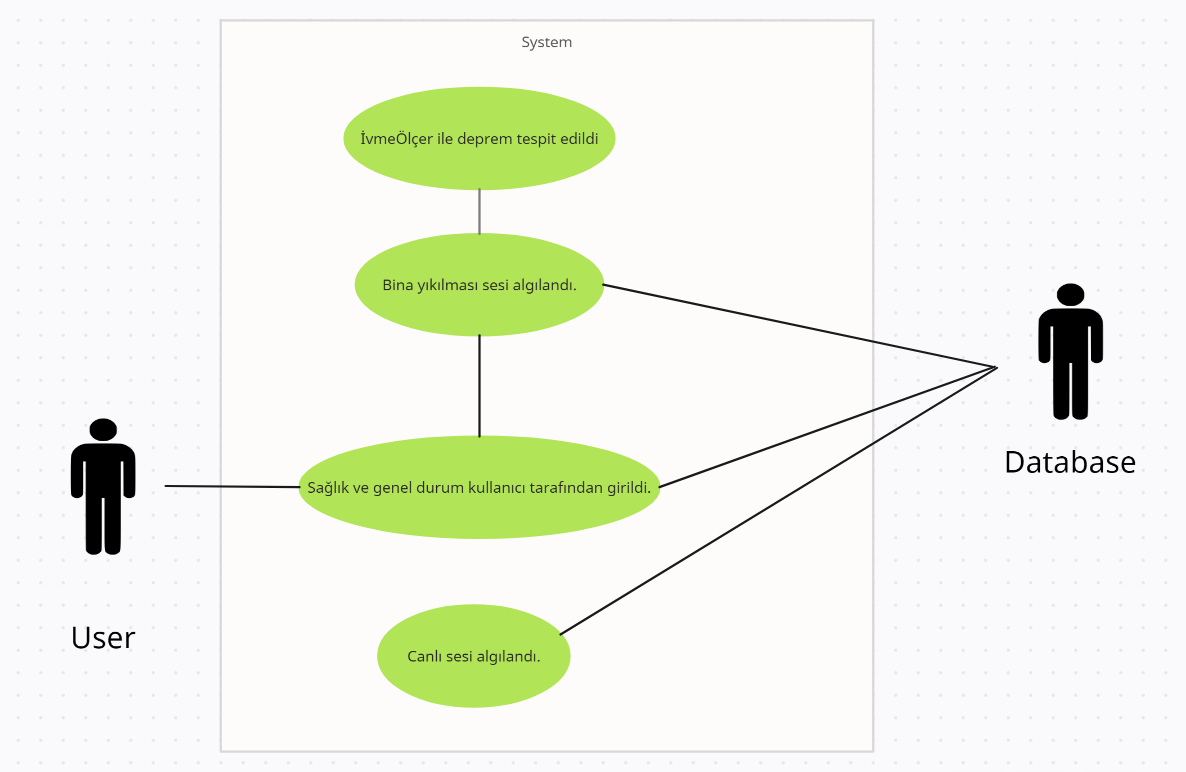 System
İvmeÖlçer ile deprem tespit edildi
Bina yıkılması sesi algılandı.
Database
Sağlık ve genel durum kullanıcı tarafından girildi.
User
Canlı sesi algılandı.